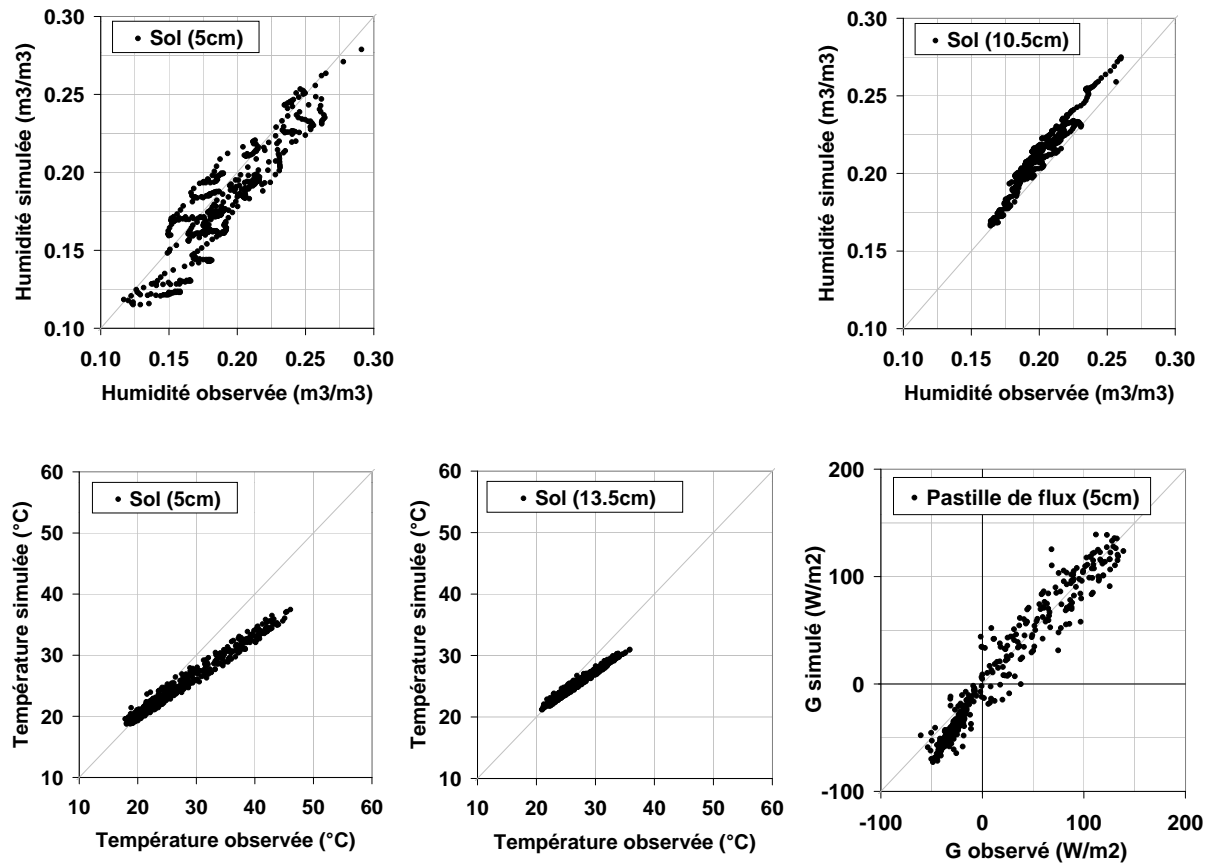 Sol (5cm)
Humidité simulée (m3/m3)
0.30
0.25
0.20
0.15
0.10
0.10 0.15 0.20 0.25 0.30
Humidité observée (m3/m3)
Sol (10.5cm)
Humidité simulée (m3/m3)
0.30
0.25
0.20
0.15
0.10
0.10 0.15 0.20 0.25 0.30
Humidité observée (m3/m3)
Sol (5cm)
Température simulée (°C)
60
50
40
30
20
10
10 20 30 40 50 60
Température observée (°C)
Sol (13.5cm)
Température simulée (°C)
60
50
40
30
20
10
10 20 30 40 50 60
Température observée (°C)
Pastille de flux (5cm)
G simulé (W/m2)
200
100
0
-100
-100 0 100 200
G observé (W/m2)